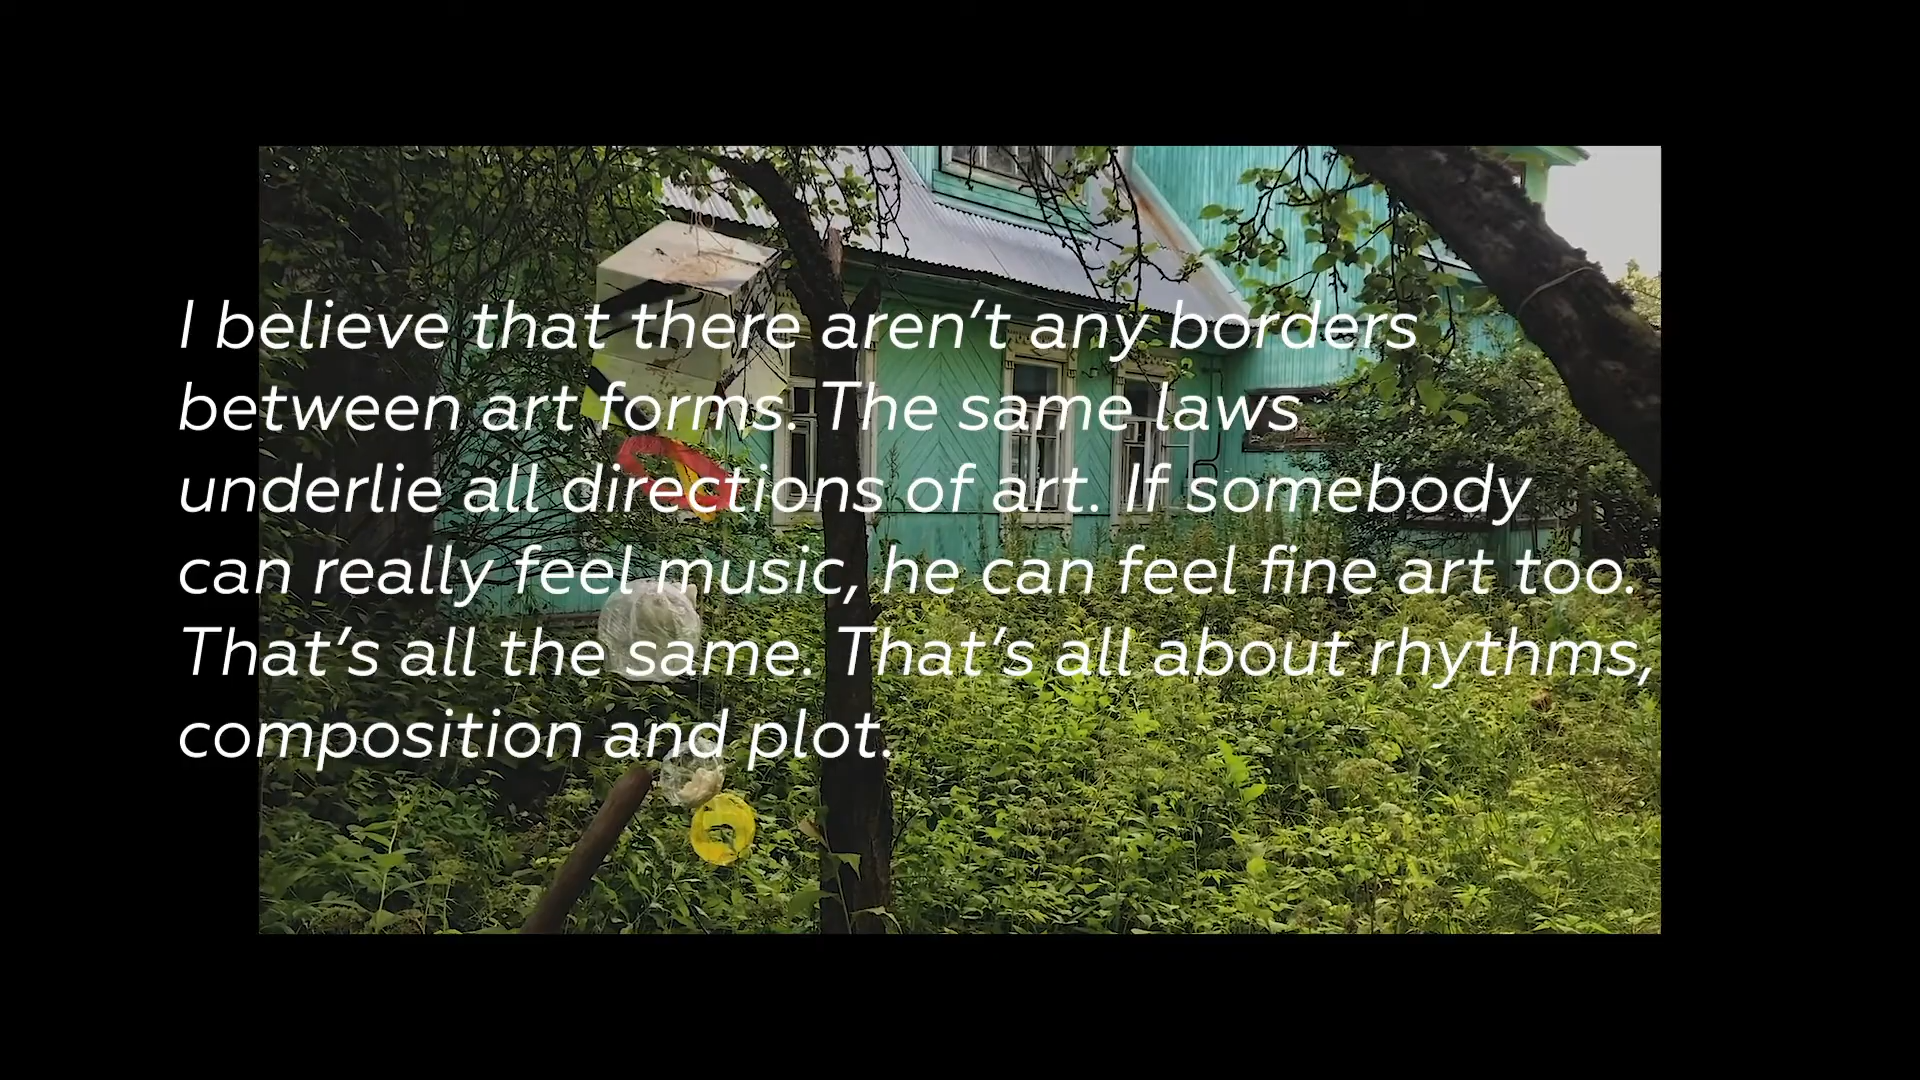 I believe that there aren’t any borders
between art forms. The same laws
underlie all directions of art. If somebody
can really feel music, he can feel fine art too.
That’s all the same. That’s all about rhythms,
composition and plot.